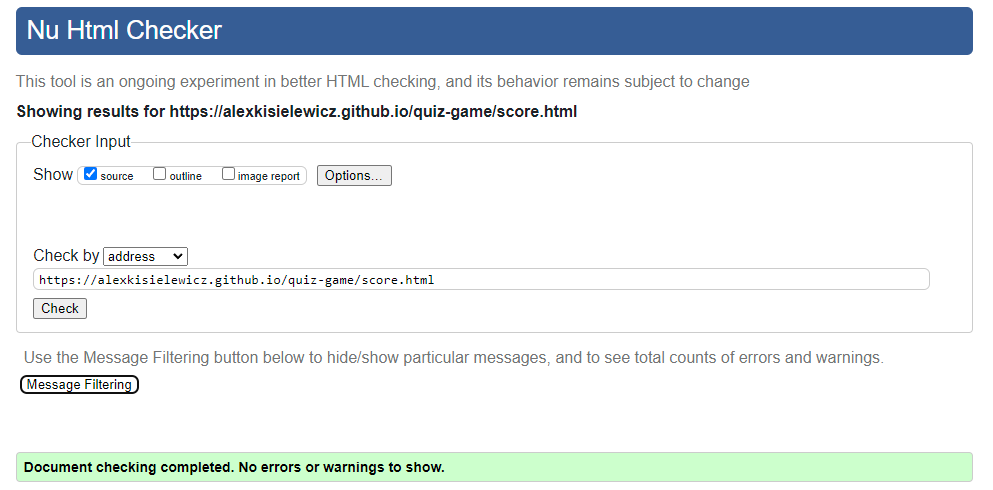 Nu Html Checker
This tool is an ongoing experiment in better HTML checking, and its behavior remains subject to change
Showing results for https://alexkisielewicz.github.io/quiz-game/score.html
Checker Input
Show source outline image report Options...
Check by address
https://alexkisielewicz.github.io/quiz-game/score.html
Check
Use the Message Filtering button below to hide/show particular messages, and to see total counts of errors and warnings.
Message Filtering
Document checking completed. No errors or warnings to show.